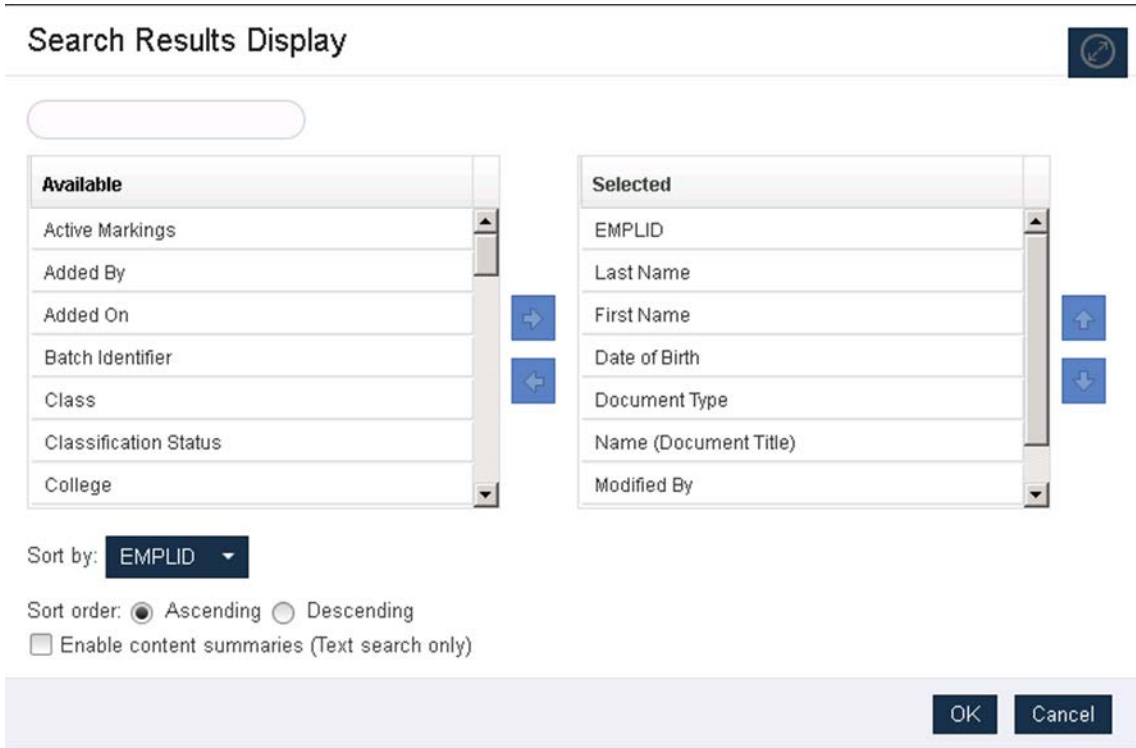 Search Results Display
Available
Active Markings
Added By
Added On
Batch Identifier
Class
Classification Status
College
Selected
EMPLID
Last Name
First Name
Date of Birth
Document Type
Name (Document Title)
Modified By
Sort by: EMPLID
Sort order: Ascending Descending
Enable content summaries (Text search only)
OK Cancel